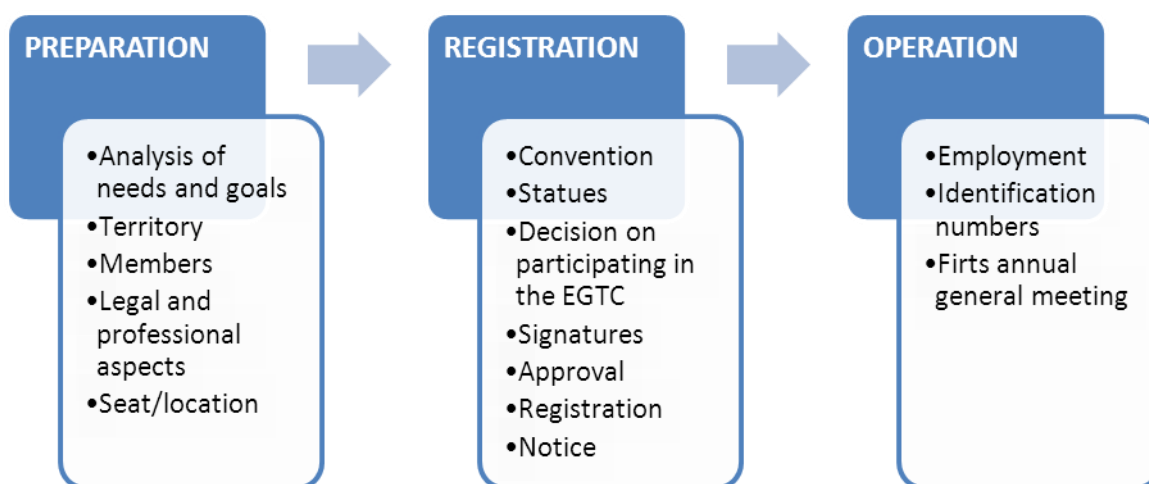 PREPARATION
•Analysis of
needs and goals
•Territory
•Members
•Legal and
professional
aspects
•Seat/location
REGISTRATION
•Convention
•Statues
•Decision on
participating in
the EGTC
•Signatures
•Approval
•Registration
•Notice
OPERATION
•Employment
•Identification
numbers
•Firts annual
general meeting